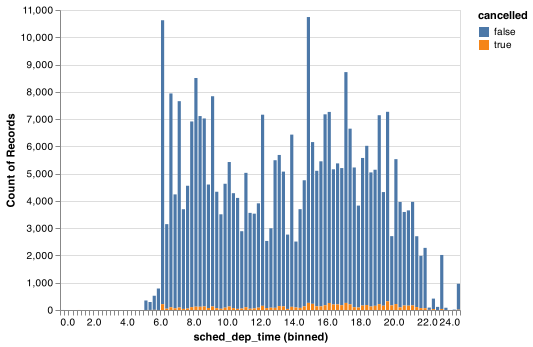 cancelled
false
true
11,000
10,000
9,000
8,000
7,000
6,000
5,000
4,000
3,000
2,000
1,000
0
Count of Records
0.0 2.0 4.0 6.0 8.0 10.0 12.0 14.0 16.0 18.0 20.0 22.0 24.0
sched_dep_time (binned)